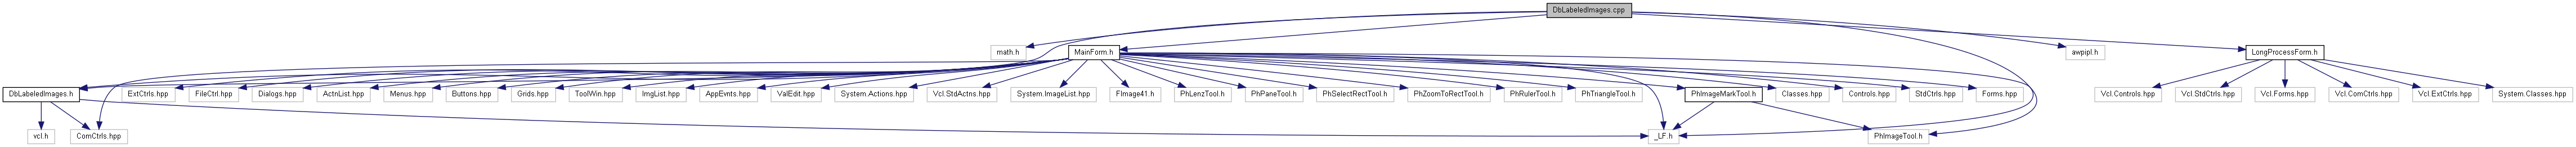 DbLabeledImages.cpp
math.h
MainForm.h
awpipl.h
LongProcessForm.h
DbLabeledImages.h
ExtCtrls.hpp
FileCtrl.hpp
Dialogs.hpp
ActnList.hpp
Menus.hpp
Buttons.hpp
Grids.hpp
ToolWin.hpp
ImgList.hpp
AppEvnts.hpp
ValEdit.hpp
System.Actions.hpp
Vcl.StdActns.hpp
System.ImageList.hpp
FImage41.h
PhLenzTool.h
PhPaneTool.h
PhSelectRectTool.h
PhZoomToRectTool.h
PhRulerTool.h
PhTriangleTool.h
PhImageMarkTool.h
Classes.hpp
Controls.hpp
StdCtrls.hpp
Forms.hpp
Vcl.Controls.hpp
Vcl.StdCtrls.hpp
Vcl.Forms.hpp
Vcl.ComCtrls.hpp
Vcl.ExtCtrls.hpp
System.Classes.hpp
vcl.h
ComCtrls.hpp
_LF.h
PhImageTool.h